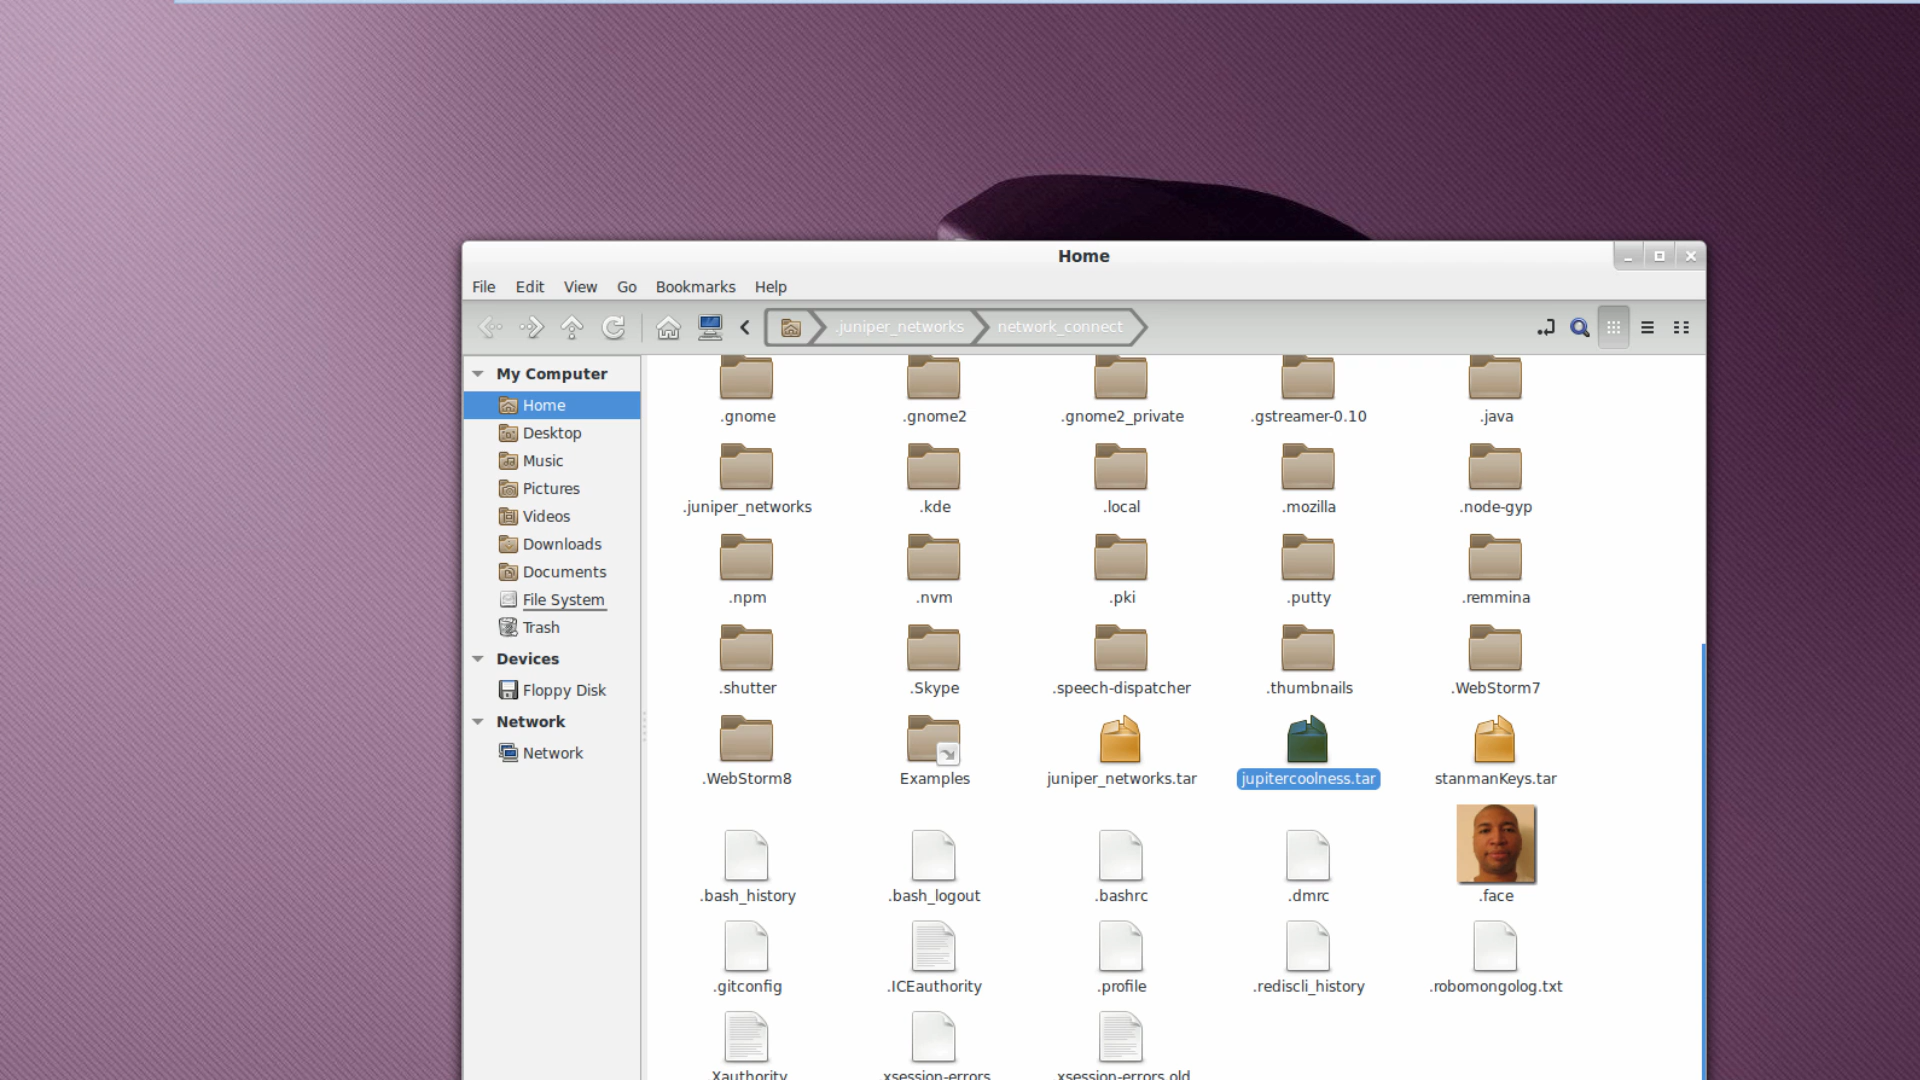 Home
File Edit View Go Bookmarks Help
.juniper_networks network_connect
My Computer
Home
Desktop
Music
Pictures
Videos
Downloads
Documents
File System
Trash
Devices
Floppy Disk
Network
Network
.gnome .gnome2 .gnome2_private .gstreamer-0.10 .java
.juniper_networks .kde .local .mozilla .node-gyp
.npm .nvm .pki .putty .remmina
.shutter .Skype .speech-dispatcher .thumbnails .WebStorm7
.WebStorm8 Examples juniper_networks.tar jupitercoolness.tar stanmanKeys.tar
.bash_history .bash_logout .bashrc .dmrc .face
.gitconfig .ICEauthority .profile .rediscli_history .robomongolog.txt
.Xauthority .xsession-errors .xsession-errors.old